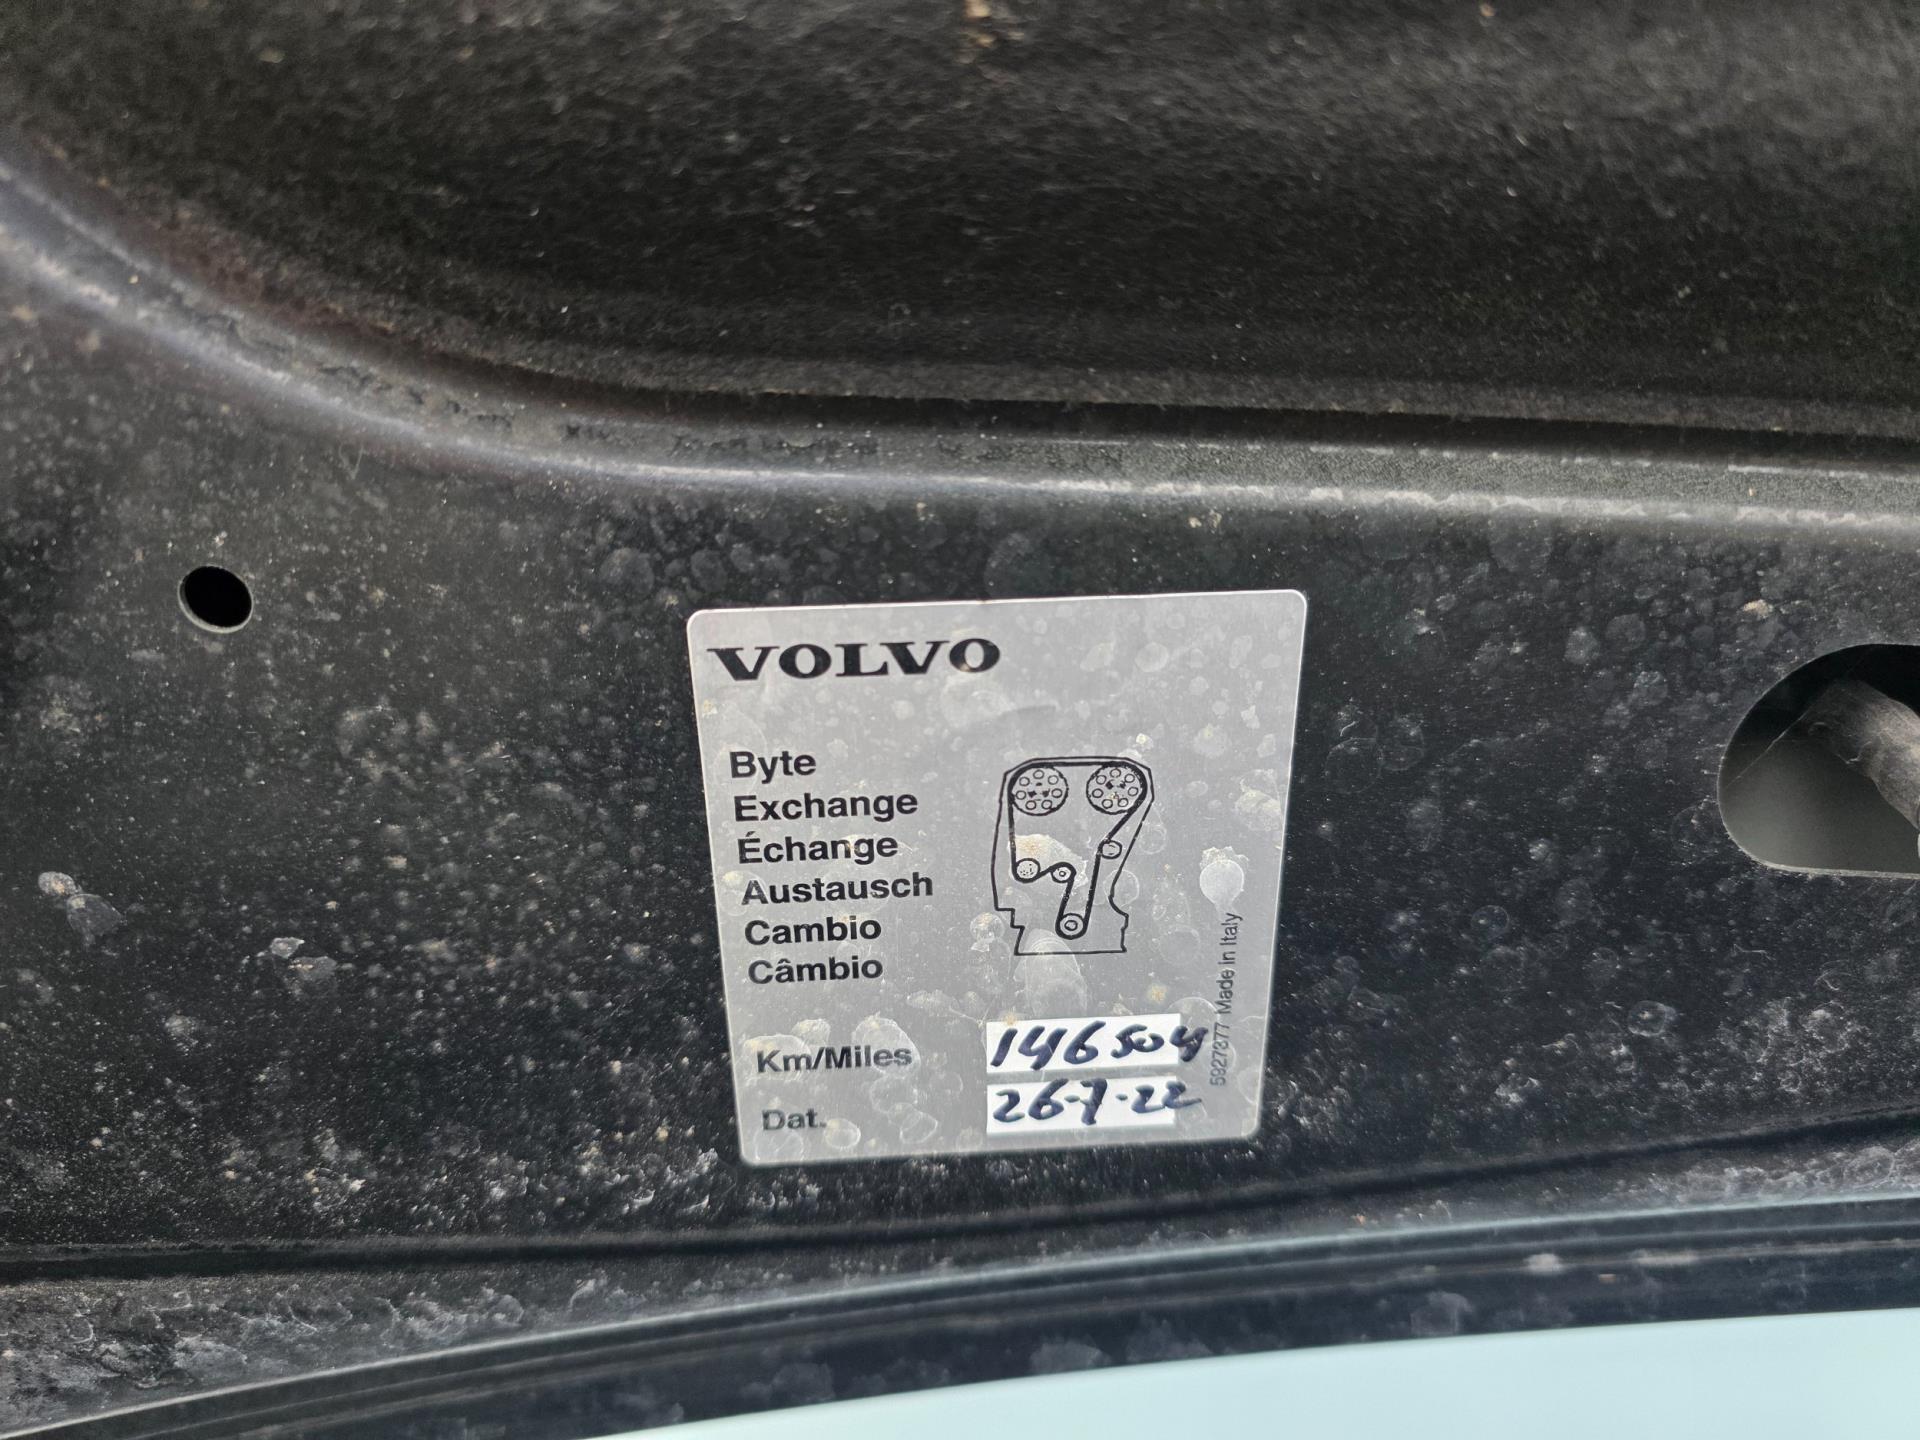 VOLVO
Byte
Exchange
Échange
Austausch
Cambio
Câmbio
Km/Miles 146504
Dat. 26-7-22
5927877 Made in Italy